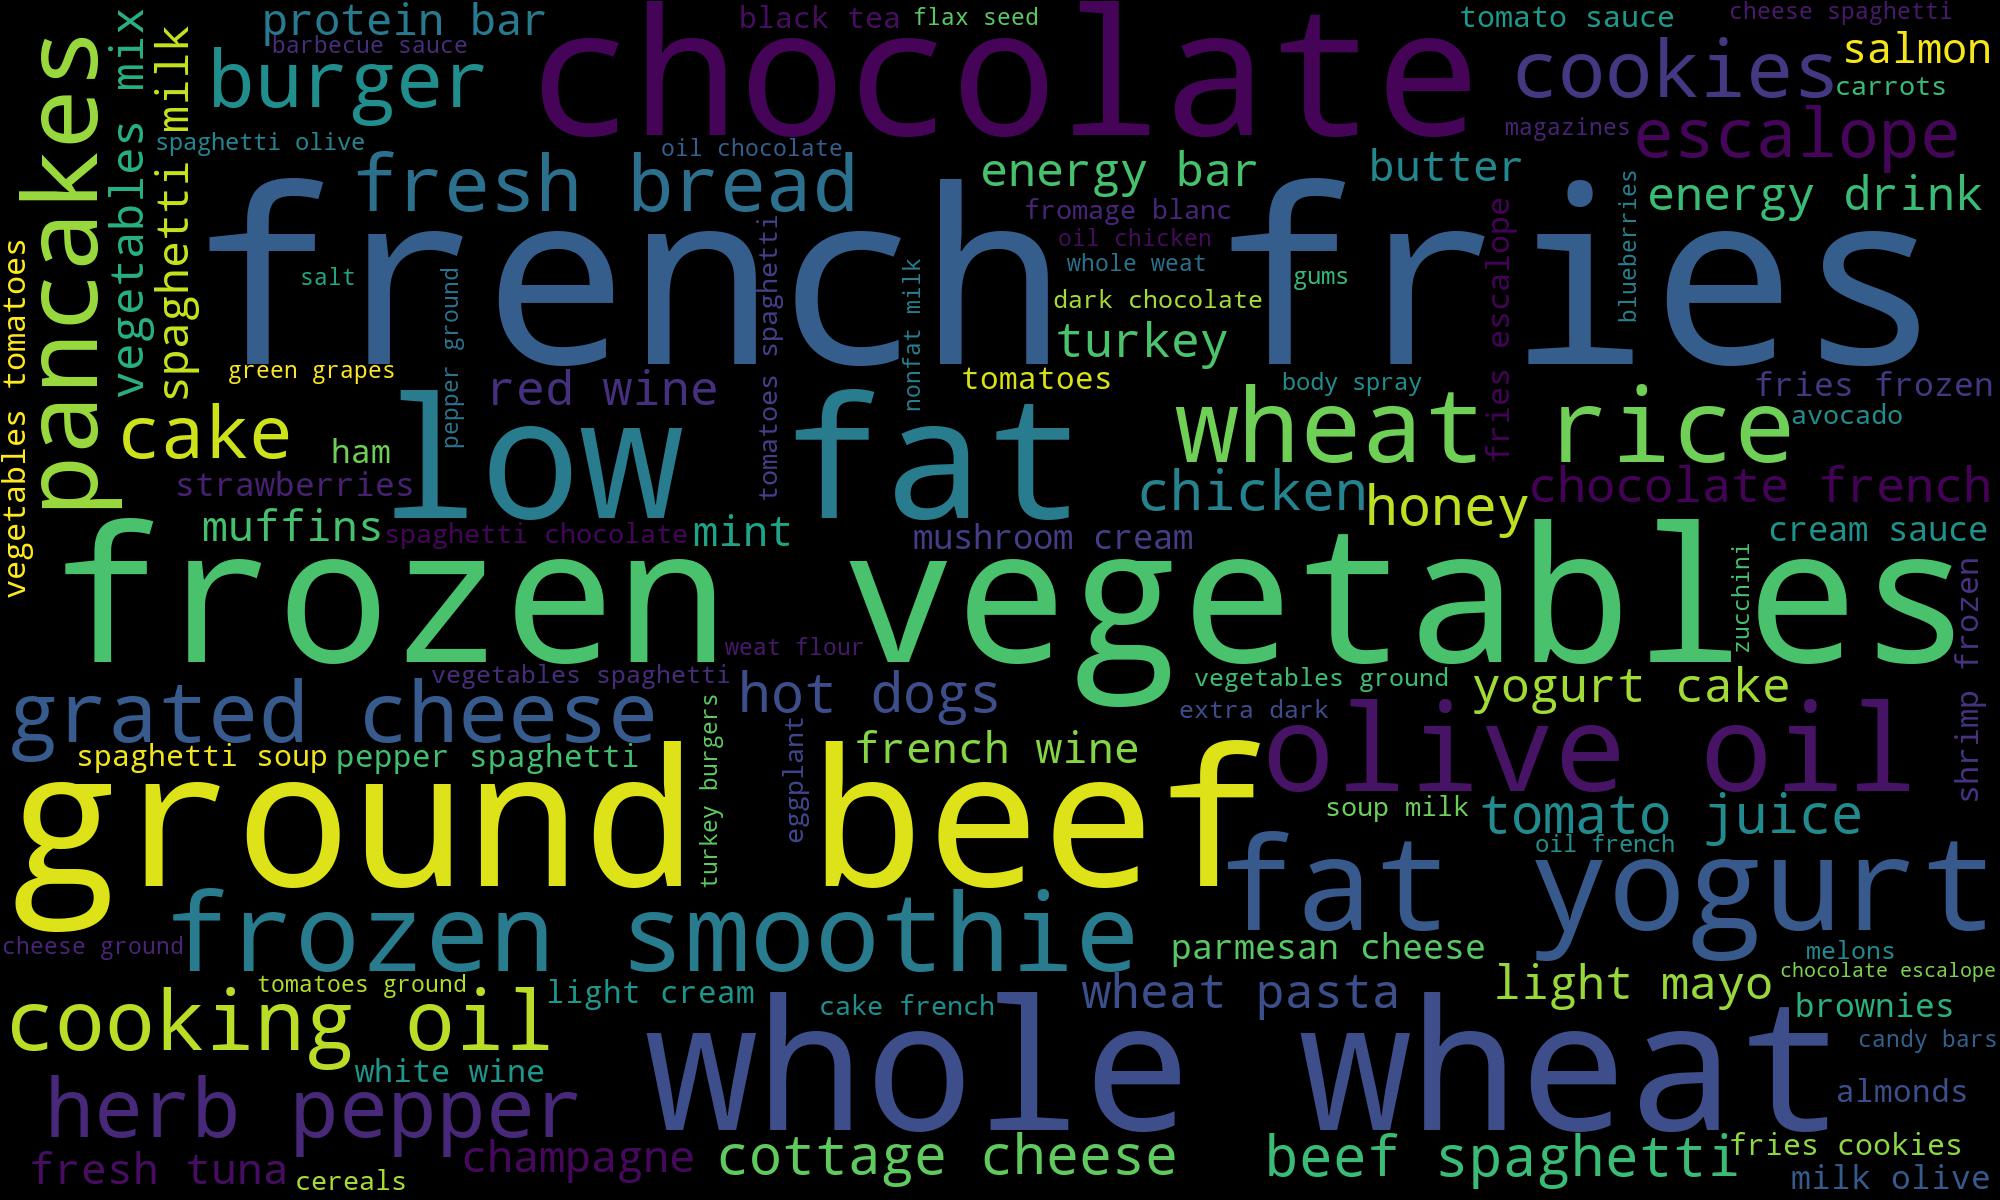 protein bar
black tea
flax seed
tomato sauce
cheese spaghetti
barbecue sauce
burger
chocolate
cookies
salmon
carrots
pancakes
vegetables mix
spaghetti milk
spaghetti olive
oil chocolate
magazines
escalope
fresh bread
energy bar
butter
blueberries
energy drink
fromage blanc
oil chicken
whole weat
french fries
salt
gums
dark chocolate
turkey
pepper ground
tomatoes spaghetti
nonfat milk
fries escalope
vegetables tomatoes
green grapes
red wine
tomatoes
body spray
fries frozen
cake
ham
low fat
wheat rice
avocado
strawberries
chicken
honey
chocolate french
muffins
spaghetti chocolate
mint
mushroom cream
cream sauce
frozen vegetables
zucchini
shrimp frozen
weat flour
vegetables spaghetti
grated cheese
hot dogs
vegetables ground
yogurt cake
extra dark
olive oil
spaghetti soup
pepper spaghetti
turkey burgers
eggplant
french wine
ground beef
soup milk
tomato juice
oil french
fat yogurt
cheese ground
frozen smoothie
parmesan cheese
melons
tomatoes ground
light cream
cake french
wheat pasta
light mayo
chocolate escalope
brownies
cooking oil
whole wheat
candy bars
white wine
herb pepper
almonds
fresh tuna
cereals
champagne
cottage cheese
beef spaghetti
fries cookies
milk olive